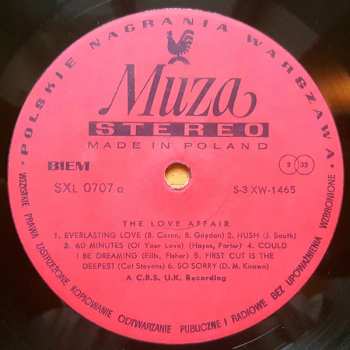 • POLSKIE NAGRANIA WARSZAWA •
Muza
STEREO
MADE IN POLAND
BIEM
3 33
SXL 0707 a
S-3 XW-1465
THE LOVE AFFAIR
1. EVERLASTING LOVE (B. Cason, B. Gaydon) 2. HUSH (J. South)
3. 60 MINUTES (Of Your Love) (Hayes, Porter) 4. COULD
I BE DREAMING (Ellis, Fisher) 5. FIRST CUT IS THE
DEEPEST (Cat Stevens) 6. SO SORRY (D. M. Known)
A C.B.S. U.K. Recording
WSZELKIE PRAWA ZASTRZEŻONE. KOPIOWANIE ODTWARZANIE PUBLICZNE I RADIOWE BEZ UPOWAŻNIENIA WZBRONIONE